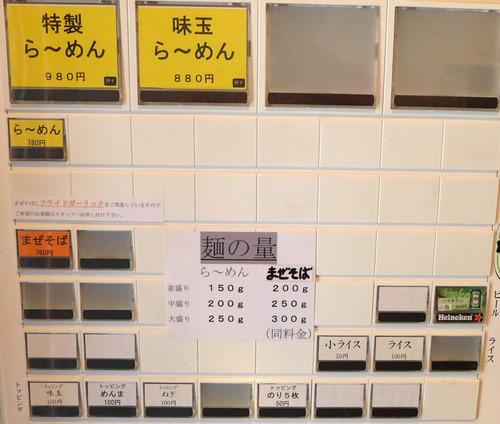 特製
ら〜めん
980円
味玉
ら〜めん
880円
ら〜めん
780円
まぜそばにフライドガーリックをご用意していますので
ご希望のお客様はスタッフへお申し付け下さい。
まぜそば
760円
麺の量
ら〜めん まぜそば
並盛り 150g 200g
中盛り 200g 250g
大盛り 250g 300g
(同料金)
ビール
ハイネケン
Heineken
小ライス
50円
ライス
100円
ライス
トッピング
トッピング
味玉
100円
トッピング
めんま
100円
トッピング
ねぎ
100円
トッピング
のり5枚
50円